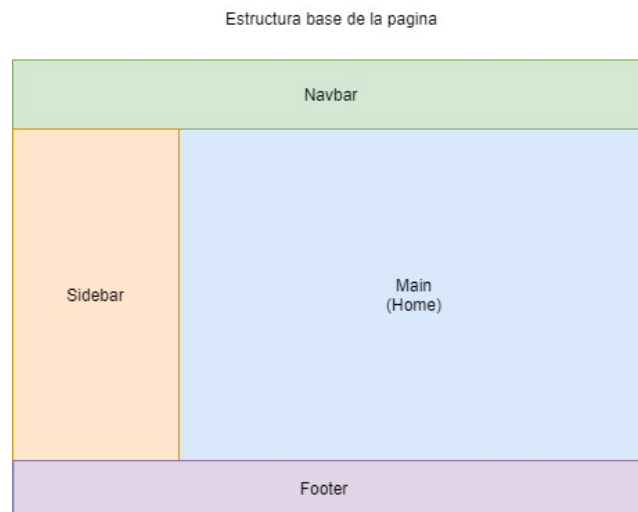 Estructura base de la pagina
Navbar
Sidebar
Main
(Home)
Footer